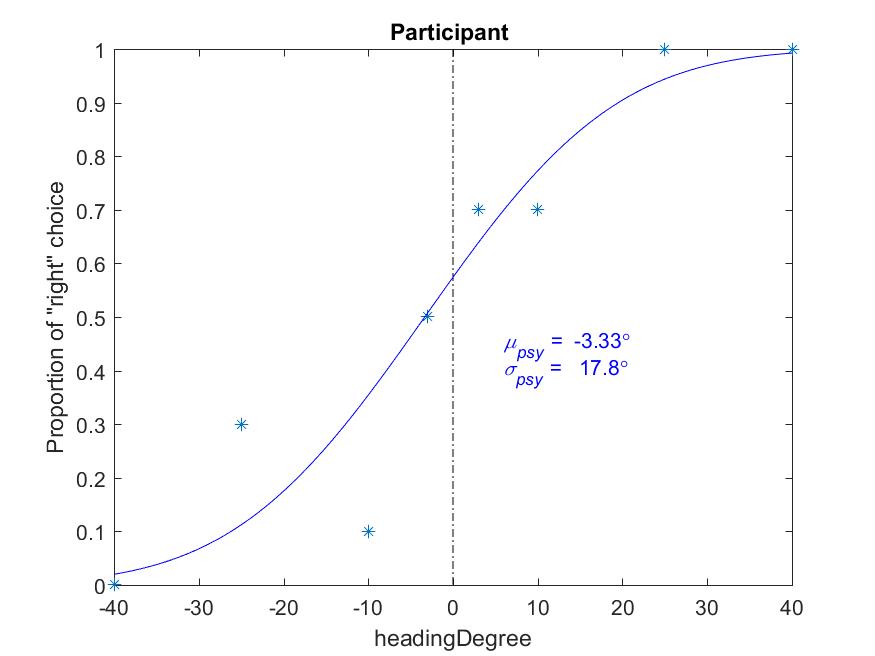 Participant
1
0.9
0.8
0.7
0.6
0.5
0.4
0.3
0.2
0.1
0
Proportion of "right" choice
μpsy = -3.33°
σpsy = 17.8°
-40 -30 -20 -10 0 10 20 30 40
headingDegree